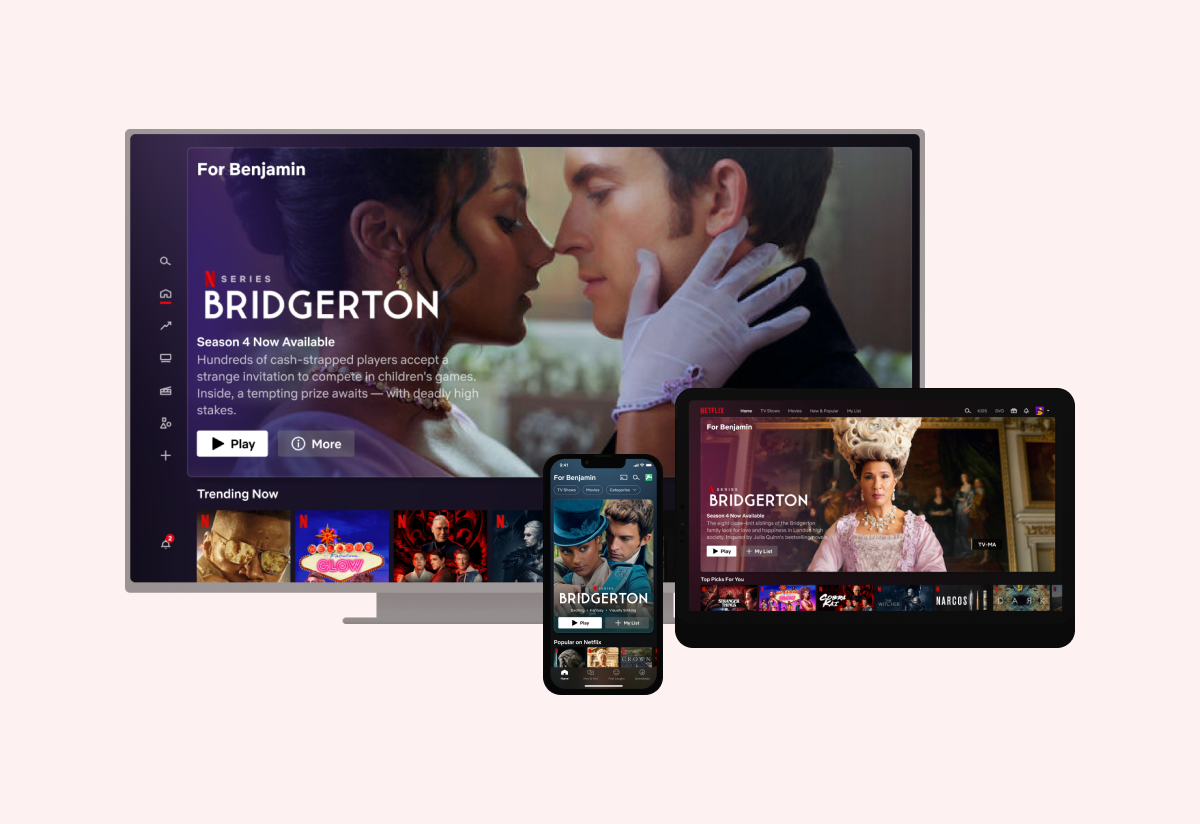 For Benjamin
N SERIES
BRIDGERTON
Season 4 Now Available
Hundreds of cash-strapped players accept a
strange invitation to compete in children's games.
Inside, a tempting prize awaits — with deadly high
stakes.
Play
More
Trending Now
2
N
N
Fabulous
GLOW
N
N
9:41
For Benjamin
TV Shows
Movies
Categories
SERIES
BRIDGERTON
Exciting • Fantasy • Visually Striking
Play
My List
Popular on Netflix
CROWN
Home
NETFLIX
Home
TV Shows
Movies
New & Popular
My List
KIDS
DVD
For Benjamin
N SERIES
BRIDGERTON
Season 4 Now Available
The eight close-knit siblings of the Bridgerton
family look for love and happiness in London high
society. Inspired by Julia Quinn's bestselling novels.
Play
My List
TV-MA
Top Picks For You
STRANGER
THINGS
GLOW
COBRA
KAI
WITCHER
NARCOS
DARK